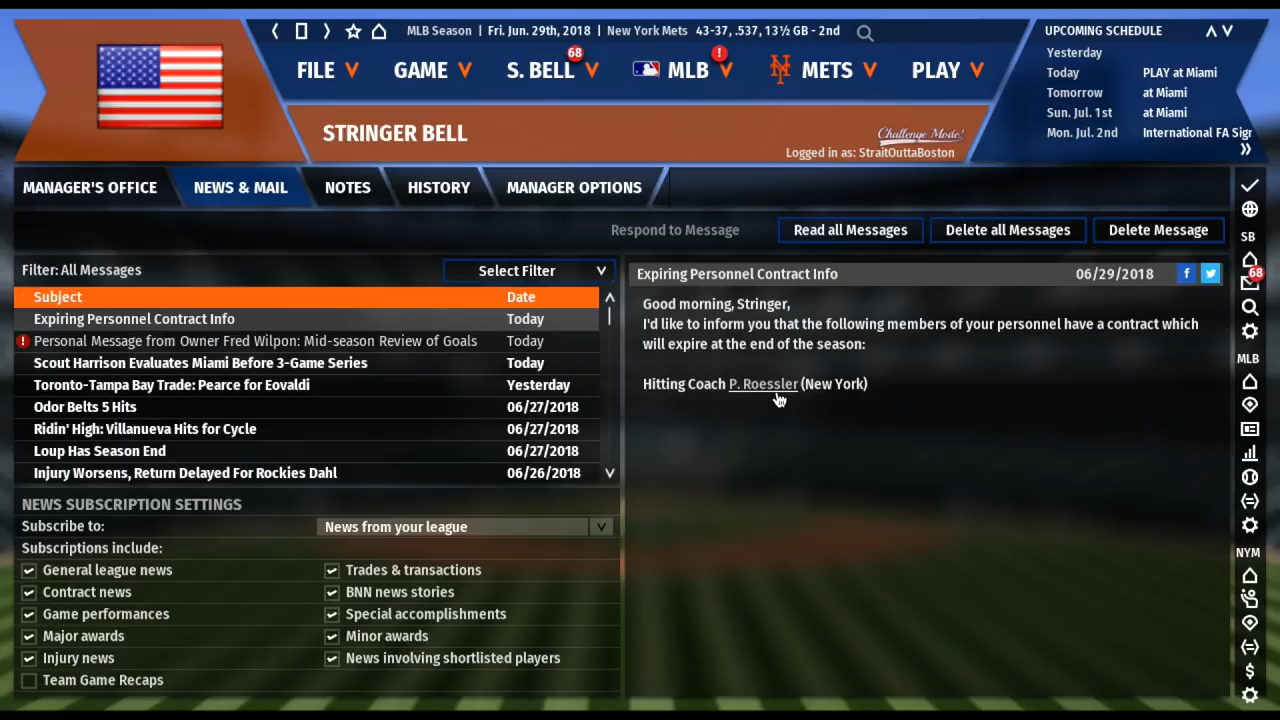 MLB Season | Fri. Jun. 29th, 2018 | New York Mets 43-37, .537, 13½ GB - 2nd
FILE GAME S. BELL 68 MLB ! METS PLAY
STRINGER BELL
Challenge Mode!
Logged in as: StraitOuttaBoston
UPCOMING SCHEDULE
Yesterday
Today PLAY at Miami
Tomorrow at Miami
Sun. Jul. 1st at Miami
Mon. Jul. 2nd International FA Sigr
MANAGER'S OFFICE NEWS & MAIL NOTES HISTORY MANAGER OPTIONS
Respond to Message Read all Messages Delete all Messages Delete Message
Filter: All Messages Select Filter
Subject Date
Expiring Personnel Contract Info Today
! Personal Message from Owner Fred Wilpon: Mid-season Review of Goals Today
Scout Harrison Evaluates Miami Before 3-Game Series Today
Toronto-Tampa Bay Trade: Pearce for Eovaldi Yesterday
Odor Belts 5 Hits 06/27/2018
Ridin' High: Villanueva Hits for Cycle 06/27/2018
Loup Has Season End 06/27/2018
Injury Worsens, Return Delayed For Rockies Dahl 06/26/2018
NEWS SUBSCRIPTION SETTINGS
Subscribe to: News from your league
Subscriptions include:
General league news Trades & transactions
Contract news BNN news stories
Game performances Special accomplishments
Major awards Minor awards
Injury news News involving shortlisted players
Team Game Recaps
Expiring Personnel Contract Info 06/29/2018
Good morning, Stringer,
I'd like to inform you that the following members of your personnel have a contract which
will expire at the end of the season:
Hitting Coach P. Roessler (New York)
SB
68
MLB
NYM
$